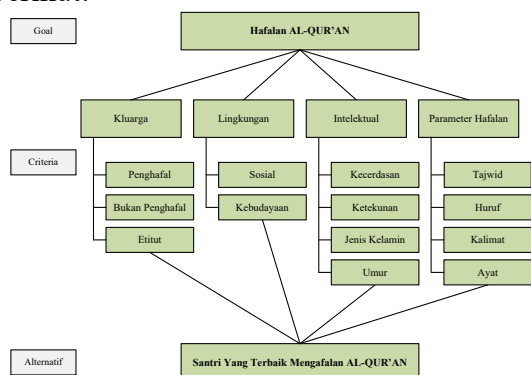 Goal
Hafalan AL-QUR'AN
Kluarga
Lingkungan
Intelektual
Parameter Hafalan
Criteria
Penghafal
Sosial
Kecerdasan
Tajwid
Bukan Penghafal
Kebudayaan
Ketekunan
Huruf
Etitut
Jenis Kelamin
Kalimat
Umur
Ayat
Alternatif
Santri Yang Terbaik Mengafalan AL-QUR'AN